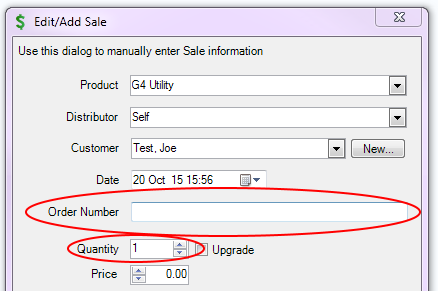 Edit/Add Sale
Use this dialog to manually enter Sale information
Product G4 Utility
Distributor Self
Customer Test, Joe New...
Date 20 Oct 15 15:56
Order Number
Quantity 1 Upgrade
Price 0.00